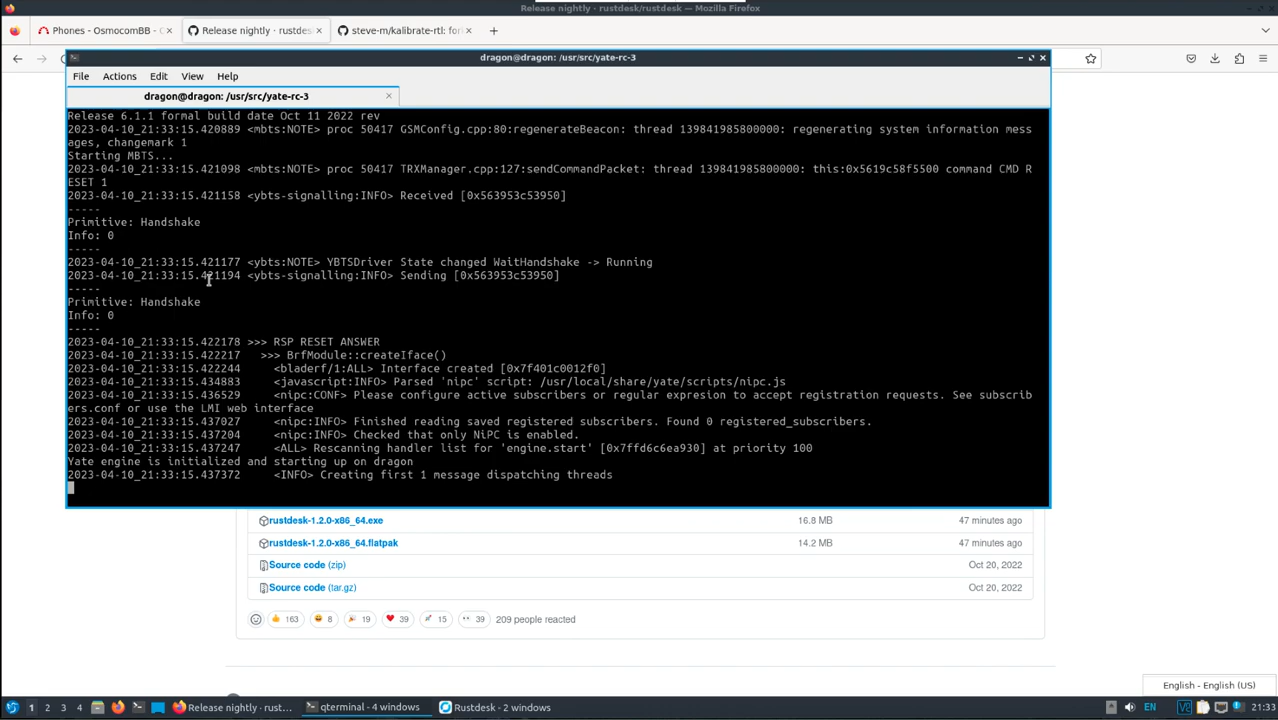 Release nightly · rustdesk/rustdesk — Mozilla Firefox
Phones - OsmocomBB - C
Release nightly · rustdesk
steve-m/kalibrate-rtl: fork
dragon@dragon: /usr/src/yate-rc-3
File Actions Edit View Help
dragon@dragon: /usr/src/yate-rc-3
Release 6.1.1 formal build date Oct 11 2022 rev
2023-04-10_21:33:15.420889 <mbts:NOTE> proc 50417 GSMConfig.cpp:80:regenerateBeacon: thread 139841985800000: regenerating system information mess
ages, changemark 1
Starting MBTS...
2023-04-10_21:33:15.421098 <mbts:NOTE> proc 50417 TRXManager.cpp:127:sendCommandPacket: thread 139841985800000: this:0x5619c58f5500 command CMD R
ESET 1
2023-04-10_21:33:15.421158 <ybts-signalling:INFO> Received [0x563953c53950]
-----
Primitive: Handshake
Info: 0
-----
2023-04-10_21:33:15.421177 <ybts:NOTE> YBTSDriver State changed WaitHandshake -> Running
2023-04-10_21:33:15.421194 <ybts-signalling:INFO> Sending [0x563953c53950]
-----
Primitive: Handshake
Info: 0
-----
2023-04-10_21:33:15.422178 >>> RSP RESET ANSWER
2023-04-10_21:33:15.422217 >>> BrfModule::createIface()
2023-04-10_21:33:15.422244 <bladerf/1:ALL> Interface created [0x7f401c0012f0]
2023-04-10_21:33:15.434883 <javascript:INFO> Parsed 'nipc' script: /usr/local/share/yate/scripts/nipc.js
2023-04-10_21:33:15.436529 <nipc:CONF> Please configure active subscribers or regular expresion to accept registration requests. See subscrib
ers.conf or use the LMI web interface
2023-04-10_21:33:15.437027 <nipc:INFO> Finished reading saved registered subscribers. Found 0 registered_subscribers.
2023-04-10_21:33:15.437204 <nipc:INFO> Checked that only NiPC is enabled.
2023-04-10_21:33:15.437247 <ALL> Rescanning handler list for 'engine.start' [0x7ffd6c6ea930] at priority 100
Yate engine is initialized and starting up on dragon
2023-04-10_21:33:15.437372 <INFO> Creating first 1 message dispatching threads
rustdesk-1.2.0-x86_64.exe 16.8 MB 47 minutes ago
rustdesk-1.2.0-x86_64.flatpak 14.2 MB 47 minutes ago
Source code (zip) Oct 20, 2022
Source code (tar.gz) Oct 20, 2022
163 8 19 39 15 39 209 people reacted
English - English (US)
1 2 3 4 Release nightly · rust... qterminal - 4 windows Rustdesk - 2 windows EN 21:33